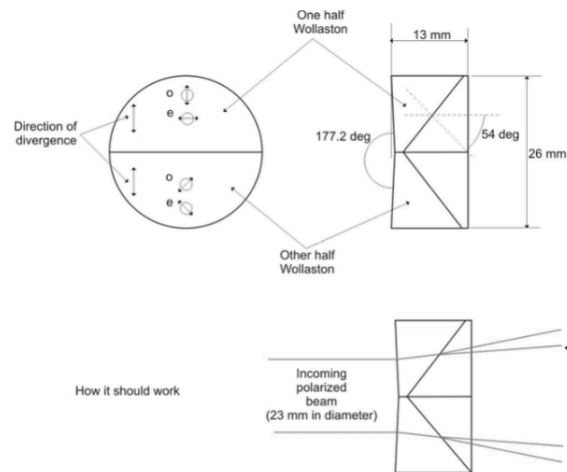 One half
Wollaston
13 mm
o
e
Direction of
divergence
177.2 deg
54 deg
26 mm
o
e
Other half
Wollaston
How it should work
Incoming
polarized
beam
(23 mm in diameter)